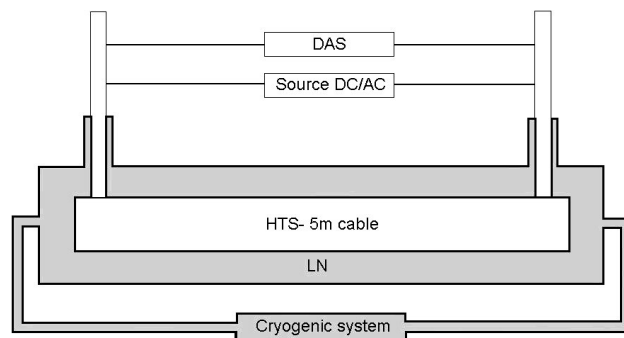 DAS
Source DC/AC
HTS- 5m cable
LN
Cryogenic system